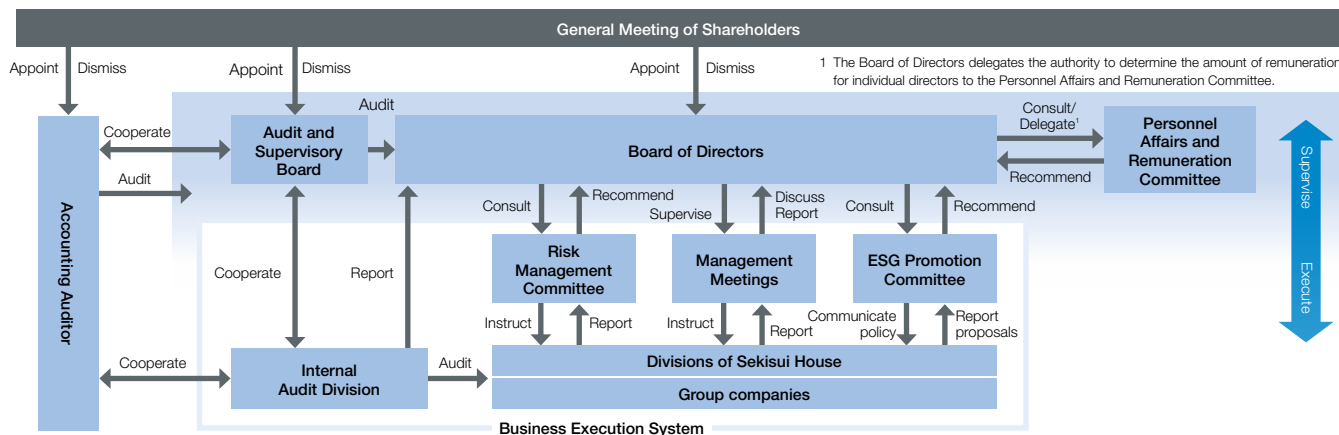 General Meeting of Shareholders
Appoint Dismiss
Appoint Dismiss
Appoint Dismiss
1 The Board of Directors delegates the authority to determine the amount of remuneration
for individual directors to the Personnel Affairs and Remuneration Committee.
Audit
Cooperate
Audit and
Supervisory
Board
Board of Directors
Consult/
Delegate1
Recommend
Personnel
Affairs and
Remuneration
Committee
Supervise
Execute
Audit
Accounting Auditor
Consult
Recommend
Supervise
Discuss
Report
Consult
Recommend
Cooperate
Report
Risk
Management
Committee
Management
Meetings
ESG Promotion
Committee
Instruct
Report
Instruct
Report
Communicate
policy
Report
proposals
Cooperate
Internal
Audit Division
Audit
Divisions of Sekisui House
Group companies
Business Execution System